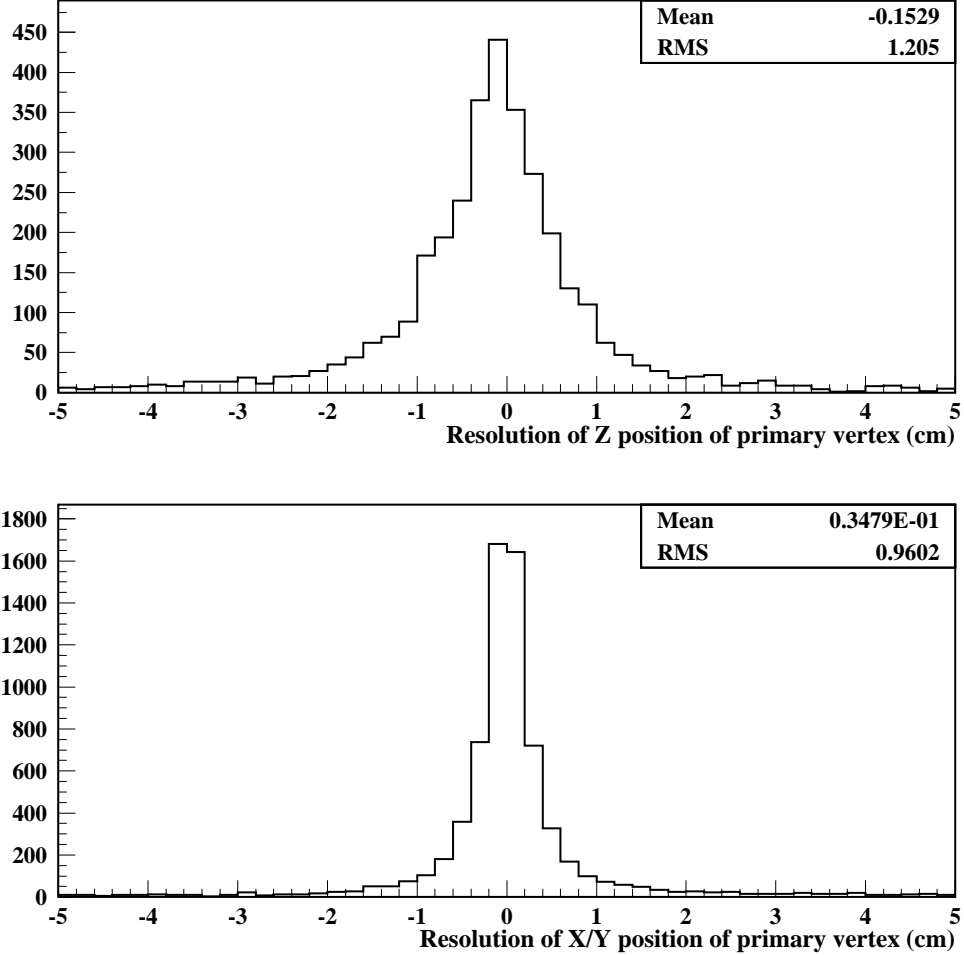 Mean -0.1529
RMS 1.205
450
400
350
300
250
200
150
100
50
0
-5 -4 -3 -2 -1 0 1 2 3 4 5
Resolution of Z position of primary vertex (cm)
Mean 0.3479E-01
RMS 0.9602
1800
1600
1400
1200
1000
800
600
400
200
0
-5 -4 -3 -2 -1 0 1 2 3 4 5
Resolution of X/Y position of primary vertex (cm)